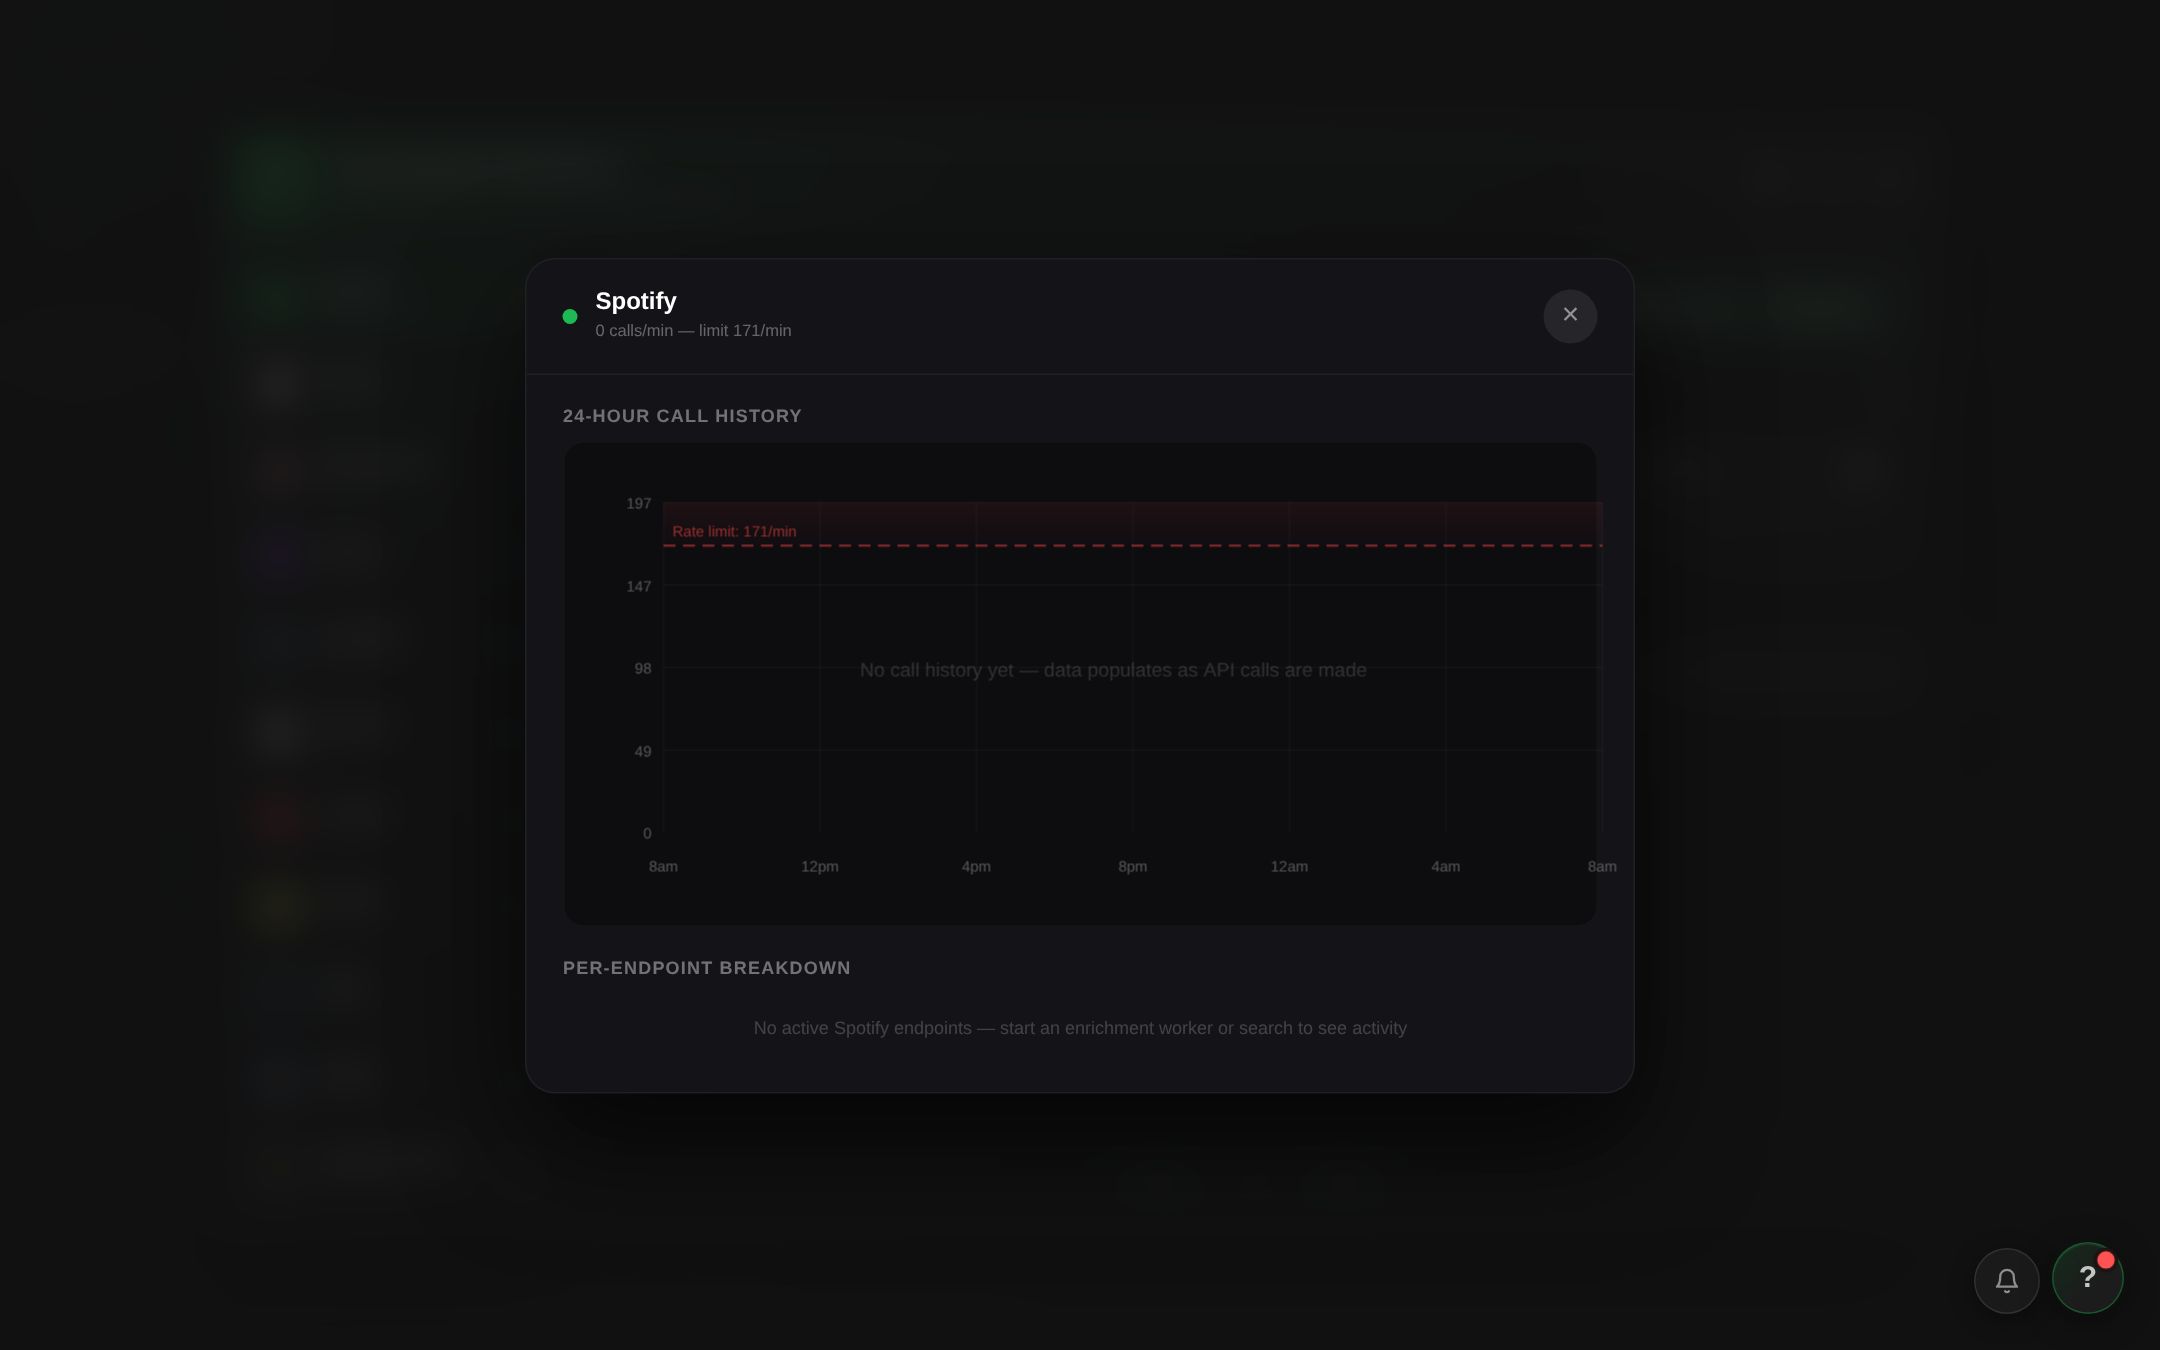 Spotify
0 calls/min — limit 171/min
24-HOUR CALL HISTORY
197
Rate limit: 171/min
147
98
No call history yet — data populates as API calls are made
49
0
8am 12pm 4pm 8pm 12am 4am 8am
PER-ENDPOINT BREAKDOWN
No active Spotify endpoints — start an enrichment worker or search to see activity
?